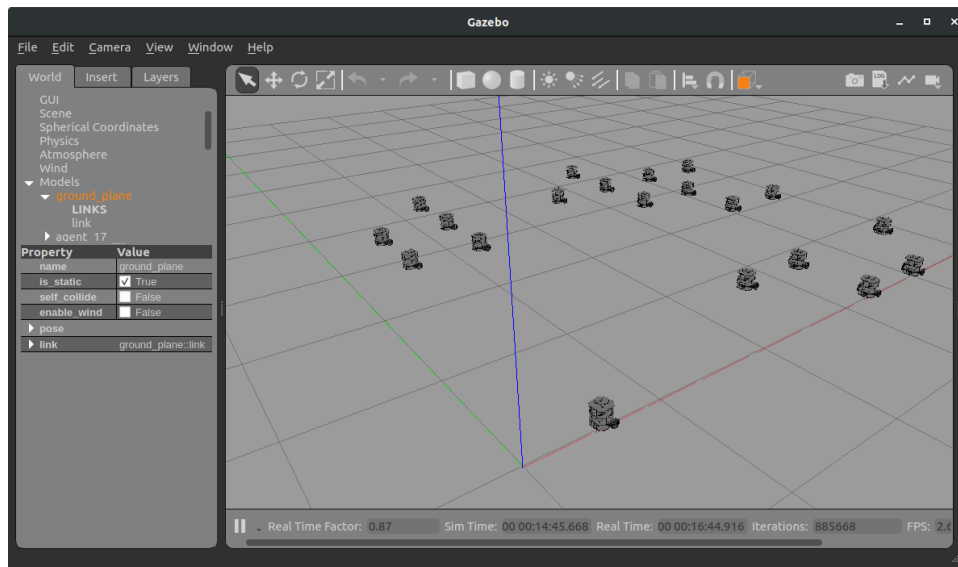 Gazebo
File Edit Camera View Window Help
World Insert Layers
GUI
Scene
Spherical Coordinates
Physics
Atmosphere
Wind
Models
ground_plane
LINKS
link
agent_17
Property Value
name ground_plane
is_static True
self_collide False
enable_wind False
pose
link ground_plane::link
LOG
Real Time Factor: 0.87 Sim Time: 00 00:14:45.668 Real Time: 00 00:16:44.916 Iterations: 885668 FPS: